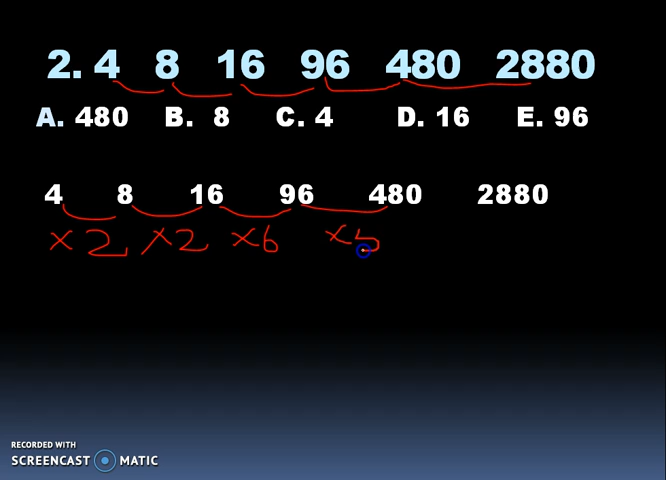 2. 4 8 16 96 480 2880
A. 480 B. 8 C. 4 D. 16 E. 96
4 8 16 96 480 2880
×2 ×2 ×6 ×5
RECORDED WITH
SCREENCAST MATIC